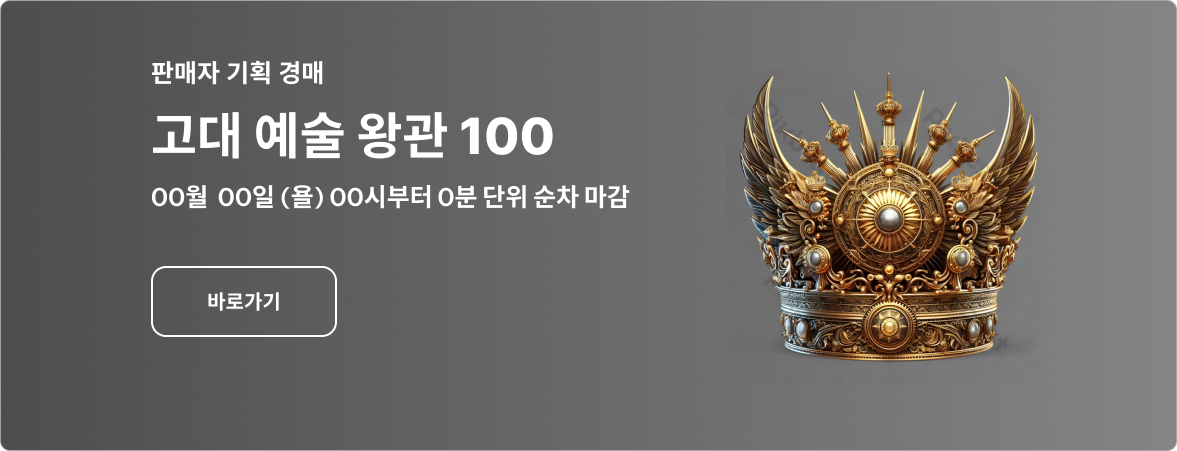 판매자 기획 경매
고대 예술 왕관 100
00월 00일 (욜) 00시부터 0분 단위 순차 마감
바로가기